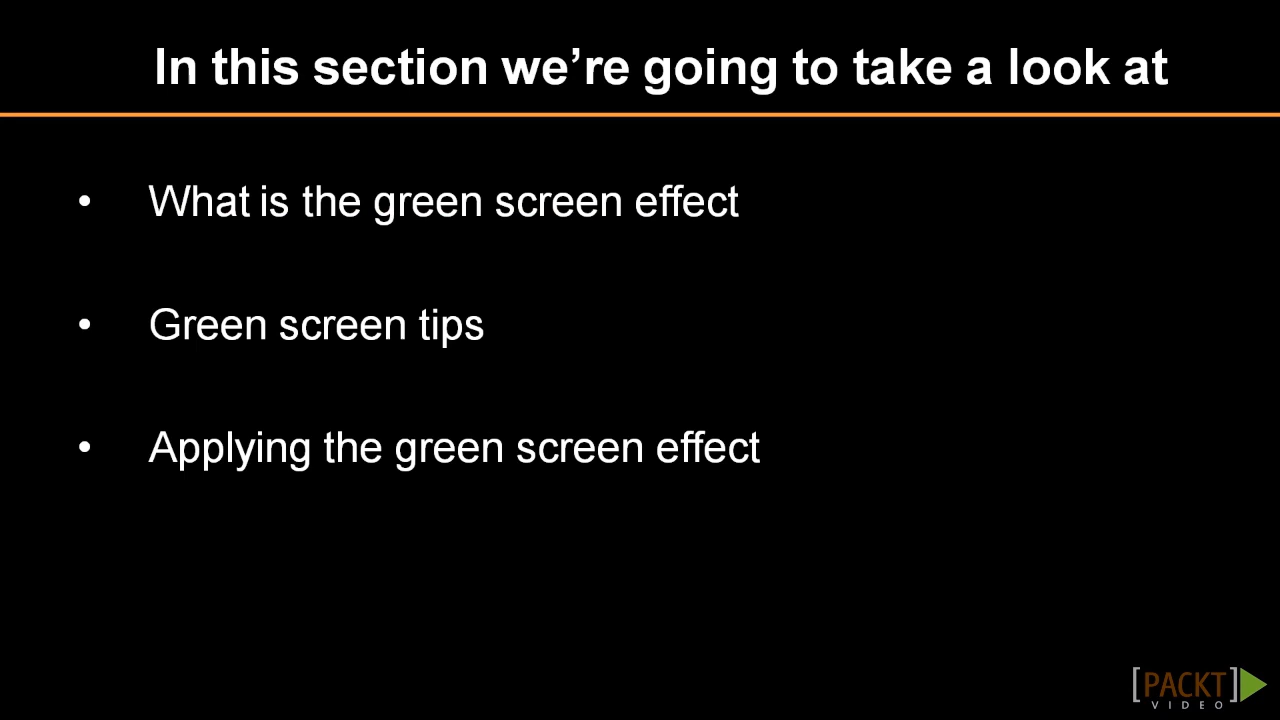 In this section we’re going to take a look at
• What is the green screen effect
• Green screen tips
• Applying the green screen effect
[PACKT]
VIDEO